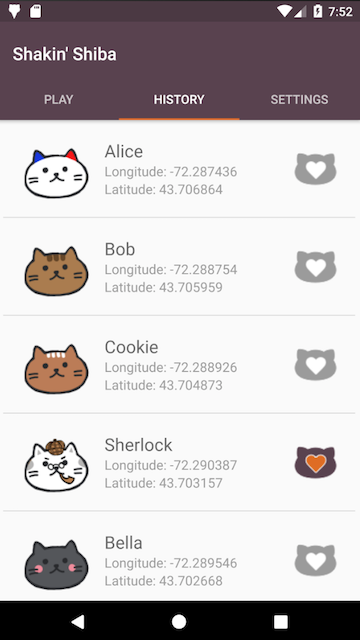 7:52
Shakin' Shiba
PLAY
HISTORY
SETTINGS
Alice
Longitude: -72.287436
Latitude: 43.706864
Bob
Longitude: -72.288754
Latitude: 43.705959
Cookie
Longitude: -72.288926
Latitude: 43.704873
Sherlock
Longitude: -72.290387
Latitude: 43.703157
Bella
Longitude: -72.289546
Latitude: 43.702668